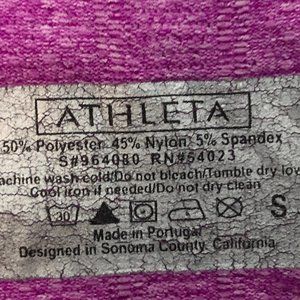 ATHLETA
50% Polyester 45% Nylon 5% Spandex
S#964080 RN#54023
achine wash cold/Do not bleach/Tumble dry low
Cool iron if needed/Do not dry clean
30 S
Made in Portugal
Designed in Sonoma County, California